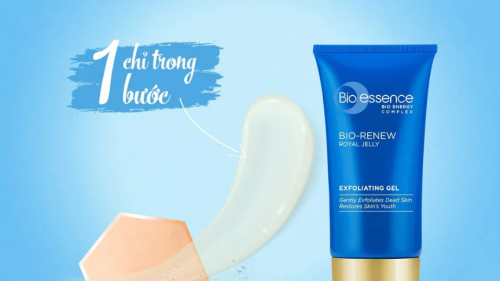 1 chỉ trong
bước
Bio essence
BIO ENERGY
COMPLEX
BIO-RENEW
ROYAL JELLY
EXFOLIATING GEL
Gently Exfoliates Dead Skin
Restores Skin's Youth